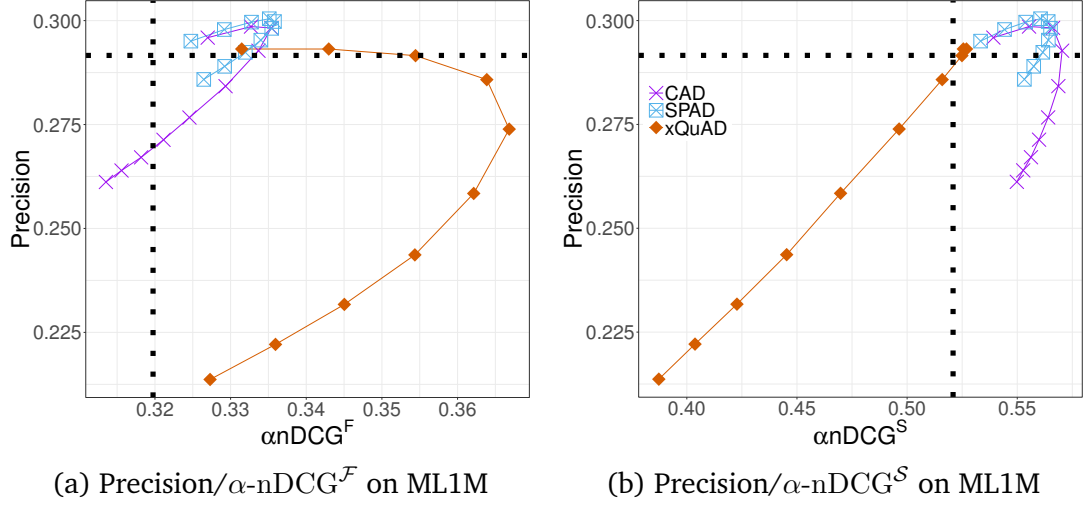 0.300
0.275
0.250
0.225
Precision
0.32 0.33 0.34 0.35 0.36
αnDCG^F
(a) Precision/α-nDCG^ℱ on ML1M
0.300
0.275
0.250
0.225
Precision
CAD
SPAD
xQuAD
0.40 0.45 0.50 0.55
αnDCG^S
(b) Precision/α-nDCG^𝒮 on ML1M